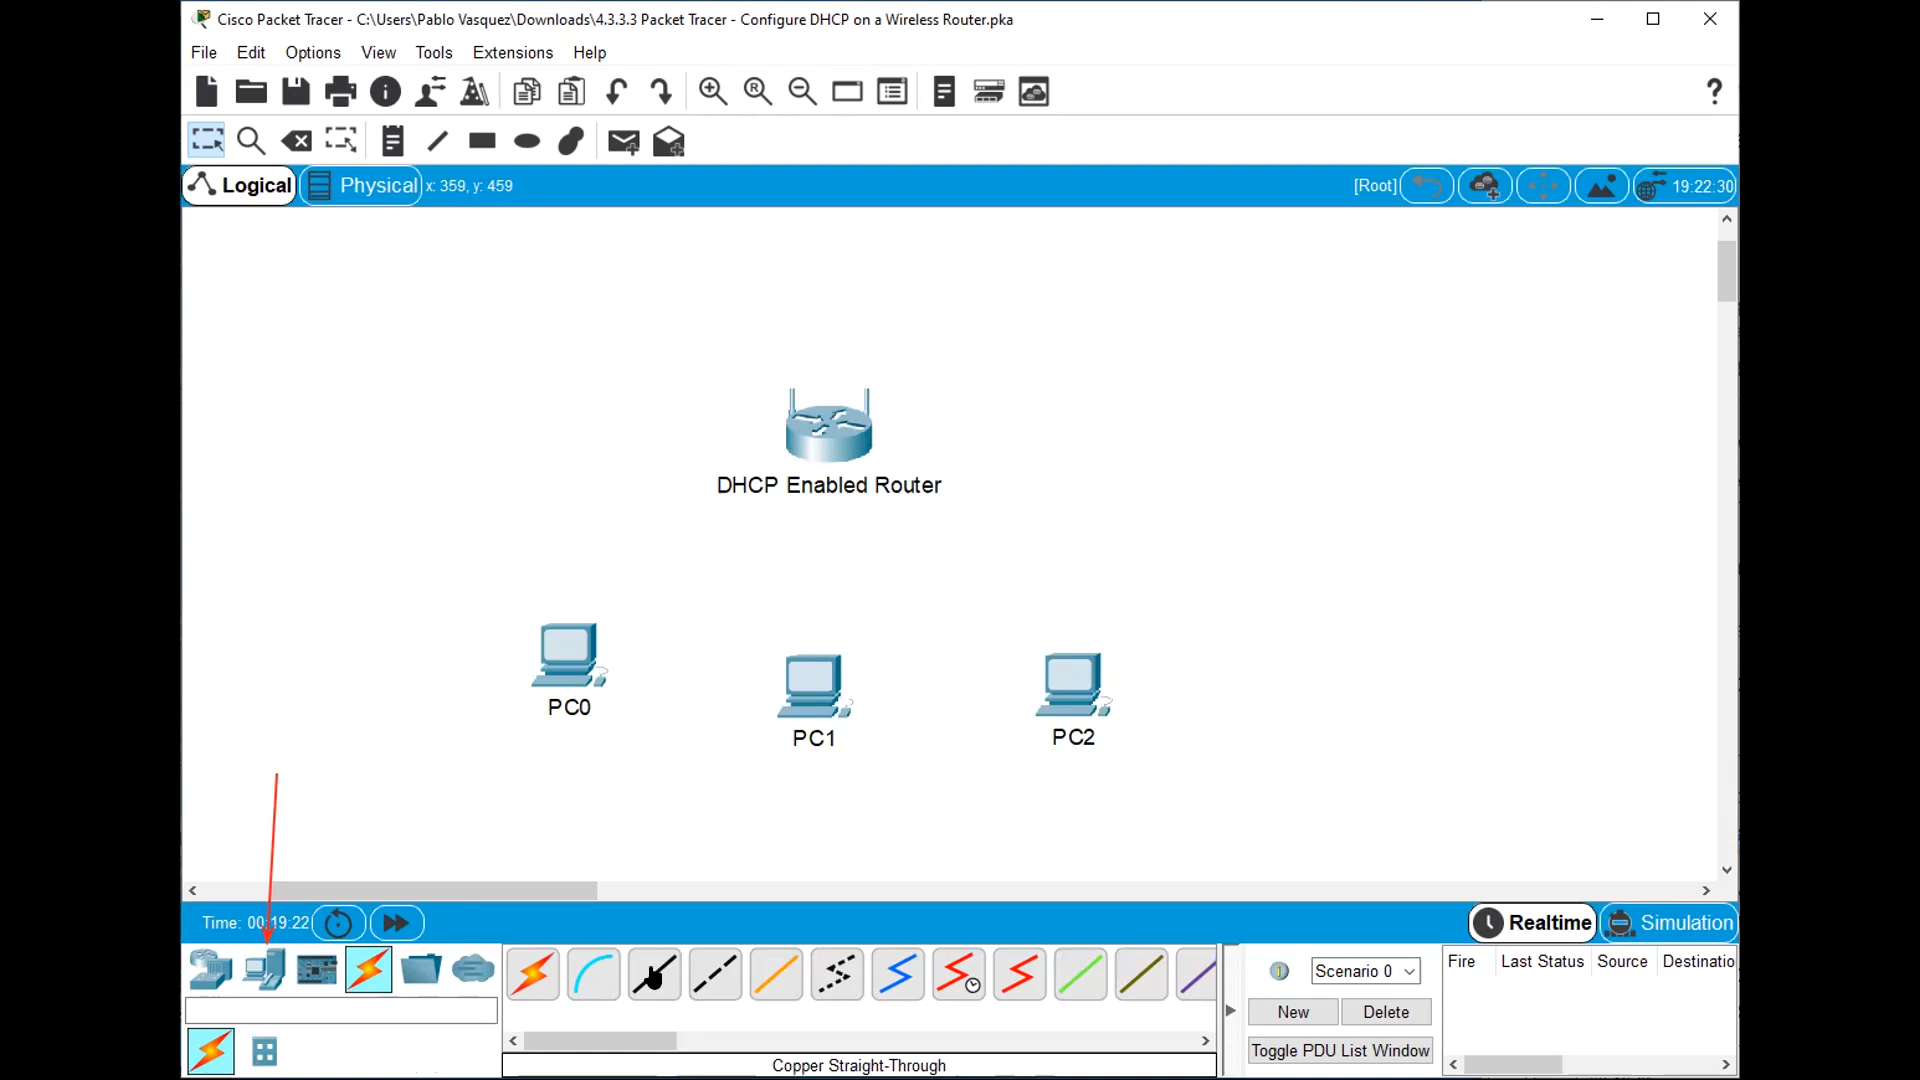 Cisco Packet Tracer - C:\Users\Pablo Vasquez\Downloads\4.3.3.3 Packet Tracer - Configure DHCP on a Wireless Router.pka
File Edit Options View Tools Extensions Help
Logical Physical x: 359, y: 459 [Root] 19:22:30
DHCP Enabled Router
PC0
PC1
PC2
Time: 00:19:22 Realtime Simulation
Fire Last Status Source Destinatio
Scenario 0
New Delete
Toggle PDU List Window
Copper Straight-Through